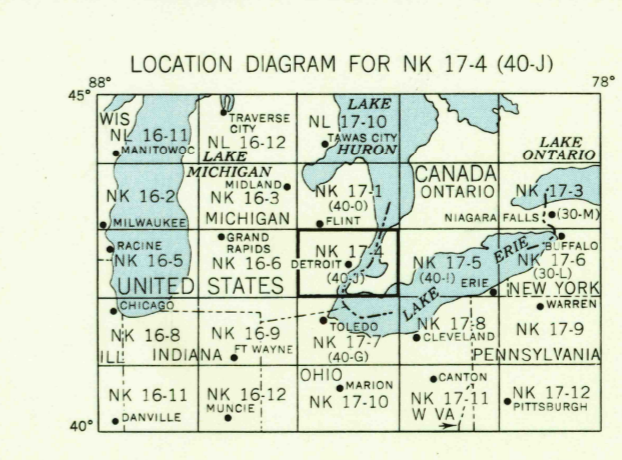 LOCATION DIAGRAM FOR NK 17-4 (40-J)
88° 78°
45°
WIS
NL 16-11
MANITOWOC
TRAVERSE
CITY
NL 16-12
LAKE
MICHIGAN
LAKE
NL 17-10
TAWAS CITY
HURON
LAKE
ONTARIO
NK 16-2
MILWAUKEE
MIDLAND
NK 16-3
MICHIGAN
NK 17-1
(40-O)
FLINT
CANADA
ONTARIO
NK 17-3
NIAGARA FALLS (30-M)
RACINE
NK 16-5
GRAND
RAPIDS
NK 16-6
UNITED STATES
NK 17-4
DETROIT
(40-J)
NK 17-5
(40-I)
LAKE ERIE
ERIE
BUFFALO
NK 17-6
(30-L)
NEW YORK
CHICAGO
NK 16-8
ILL
INDIANA
NK 16-9
FT WAYNE
TOLEDO
NK 17-7
(40-G)
NK 17-8
CLEVELAND
WARREN
NK 17-9
PENNSYLVANIA
NK 16-11
DANVILLE
NK 16-12
MUNCIE
OHIO
MARION
NK 17-10
CANTON
NK 17-11
W VA
NK 17-12
PITTSBURGH
40°